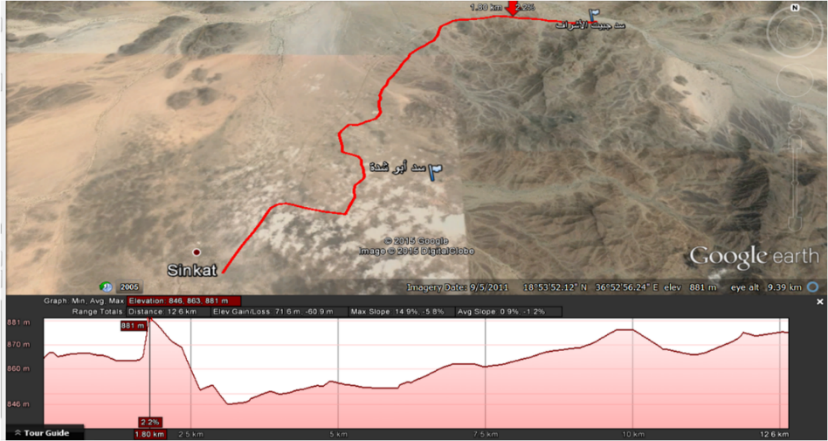 1.80 km
N
سد أبو شدة
© 2015 Google
Image © 2015 DigitalGlobe
Google earth
Sinkat
2005
Imagery Date: 9/5/2011 18°53'52.12" N 36°52'56.24" E elev 881 m eye alt 9.39 km
Graph: Min, Avg, Max Elevation: 846, 863, 881 m
Range Totals: Distance: 12.6 km Elev Gain/Loss: 71.6 m, -60.9 m Max Slope: 14.9%, -5.8% Avg Slope: 0.9%, -1.2%
881 m
881 m
870 m
860 m
846 m
2.2%
Tour Guide
1.80 km 2.5 km 5 km 7.5 km 10 km 12.6 km